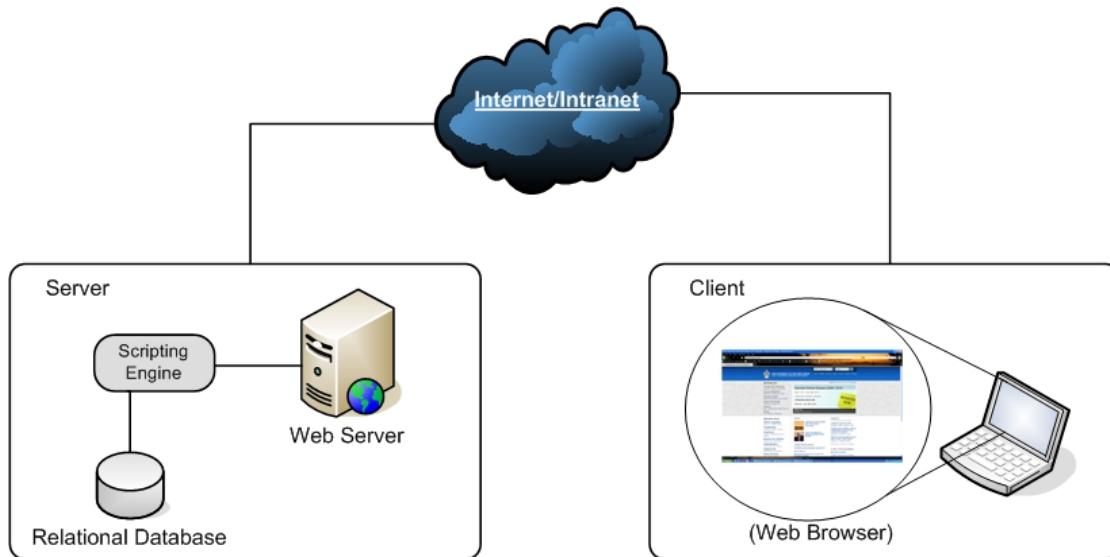 Internet/Intranet
Server
Scripting
Engine
Web Server
Relational Database
Client
(Web Browser)